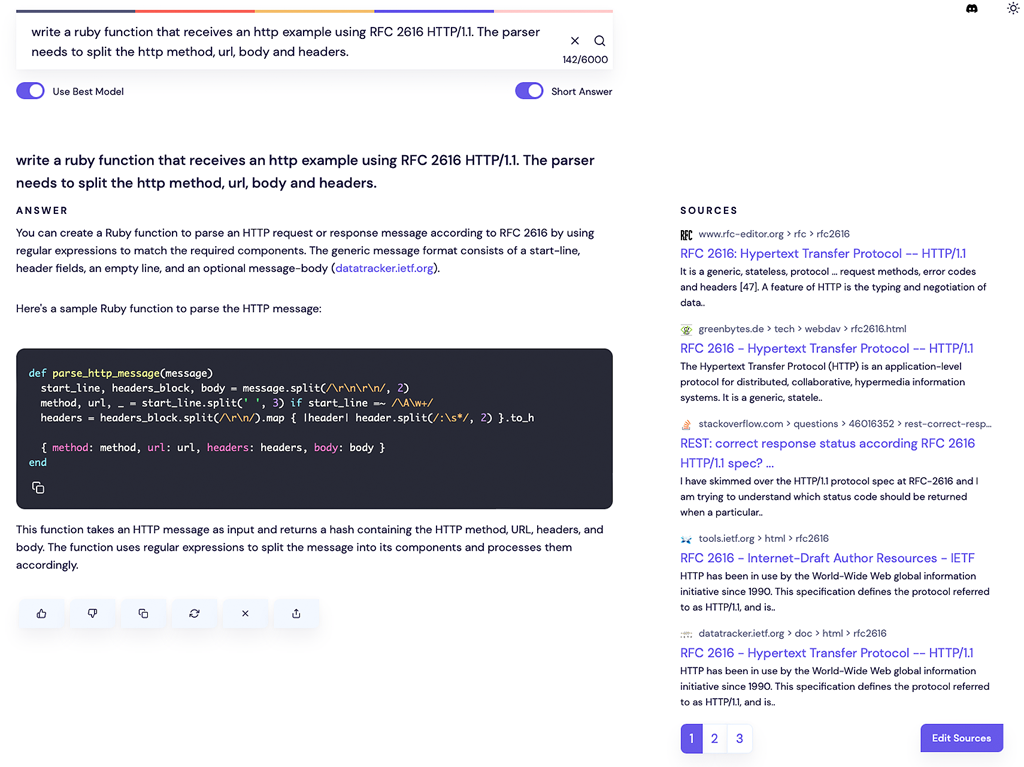 write a ruby function that receives an http example using RFC 2616 HTTP/1.1. The parser
needs to split the http method, url, body and headers.
142/6000
Use Best Model
Short Answer
write a ruby function that receives an http example using RFC 2616 HTTP/1.1. The parser
needs to split the http method, url, body and headers.
ANSWER
You can create a Ruby function to parse an HTTP request or response message according to RFC 2616 by using
regular expressions to match the required components. The generic message format consists of a start-line,
header fields, an empty line, and an optional message-body (datatracker.ietf.org).
Here's a sample Ruby function to parse the HTTP message:
def parse_http_message(message)
  start_line, headers_block, body = message.split(/\r\n\r\n/, 2)
  method, url, _ = start_line.split(' ', 3) if start_line =~ /\A\w+/
  headers = headers_block.split(/\r\n/).map { |header| header.split(/:\s*/, 2) }.to_h
  { method: method, url: url, headers: headers, body: body }
end
This function takes an HTTP message as input and returns a hash containing the HTTP method, URL, headers, and
body. The function uses regular expressions to split the message into its components and processes them
accordingly.
SOURCES
RFC
www.rfc-editor.org > rfc > rfc2616
RFC 2616: Hypertext Transfer Protocol -- HTTP/1.1
It is a generic, stateless, protocol ... request methods, error codes
and headers [47]. A feature of HTTP is the typing and negotiation of
data..
greenbytes.de > tech > webdav > rfc2616.html
RFC 2616 - Hypertext Transfer Protocol -- HTTP/1.1
The Hypertext Transfer Protocol (HTTP) is an application-level
protocol for distributed, collaborative, hypermedia information
systems. It is a generic, statele..
stackoverflow.com > questions > 46016352 > rest-correct-resp...
REST: correct response status according RFC 2616
HTTP/1.1 spec? ...
I have skimmed over the HTTP/1.1 protocol spec at RFC-2616 and I
am trying to understand which status code should be returned
when a particular..
tools.ietf.org > html > rfc2616
RFC 2616 - Internet-Draft Author Resources - IETF
HTTP has been in use by the World-Wide Web global information
initiative since 1990. This specification defines the protocol referred
to as HTTP/1.1, and is..
datatracker.ietf.org > doc > html > rfc2616
RFC 2616 - Hypertext Transfer Protocol -- HTTP/1.1
HTTP has been in use by the World-Wide Web global information
initiative since 1990. This specification defines the protocol referred
to as HTTP/1.1, and is..
1 2 3
Edit Sources